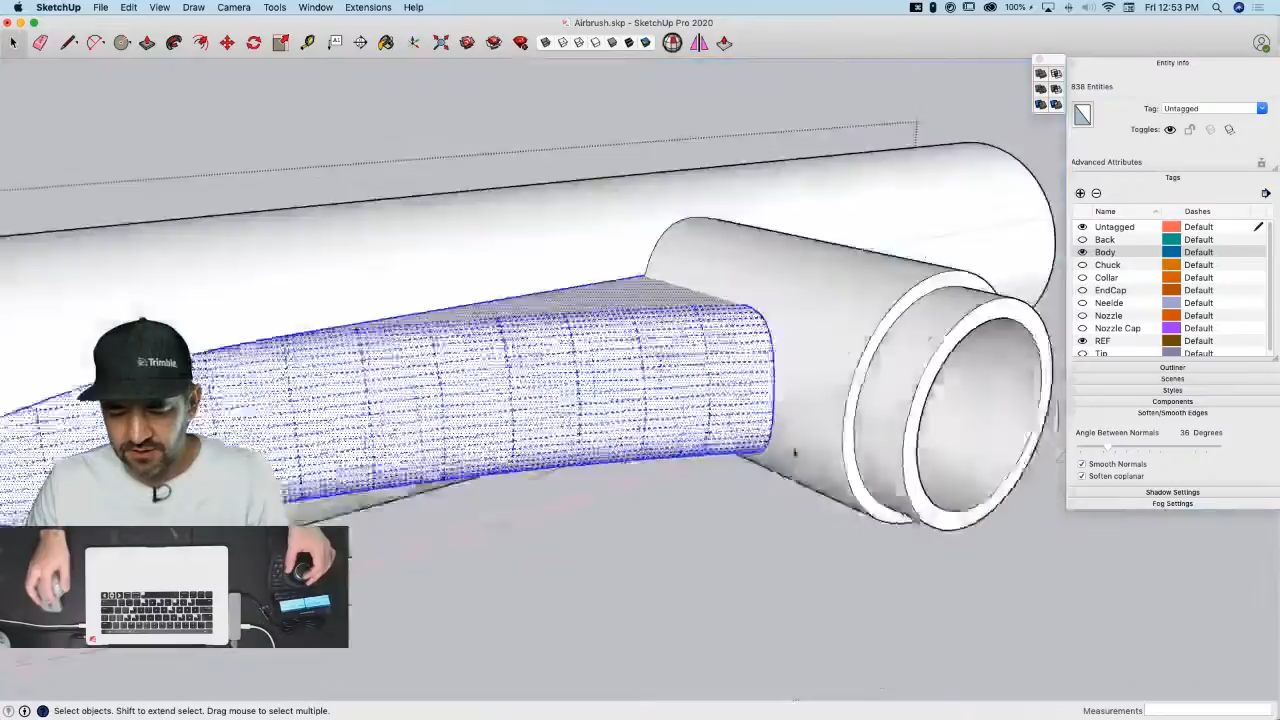 SketchUp File Edit View Draw Camera Tools Window Extensions Help
100% Fri 12:53 PM
Airbrush.skp - SketchUp Pro 2020
Entity Info
838 Entities
Tag: Untagged
Toggles:
Advanced Attributes
Tags
Name Dashes
Untagged Default
Back Default
Body Default
Chuck Default
Collar Default
EndCap Default
Neelde Default
Nozzle Default
Nozzle Cap Default
REF Default
Tip Default
Outliner
Scenes
Styles
Components
Soften/Smooth Edges
Angle Between Normals 36 Degrees
Smooth Normals
Soften coplanar
Shadow Settings
Fog Settings
Trimble
Select objects. Shift to extend select. Drag mouse to select multiple.
Measurements